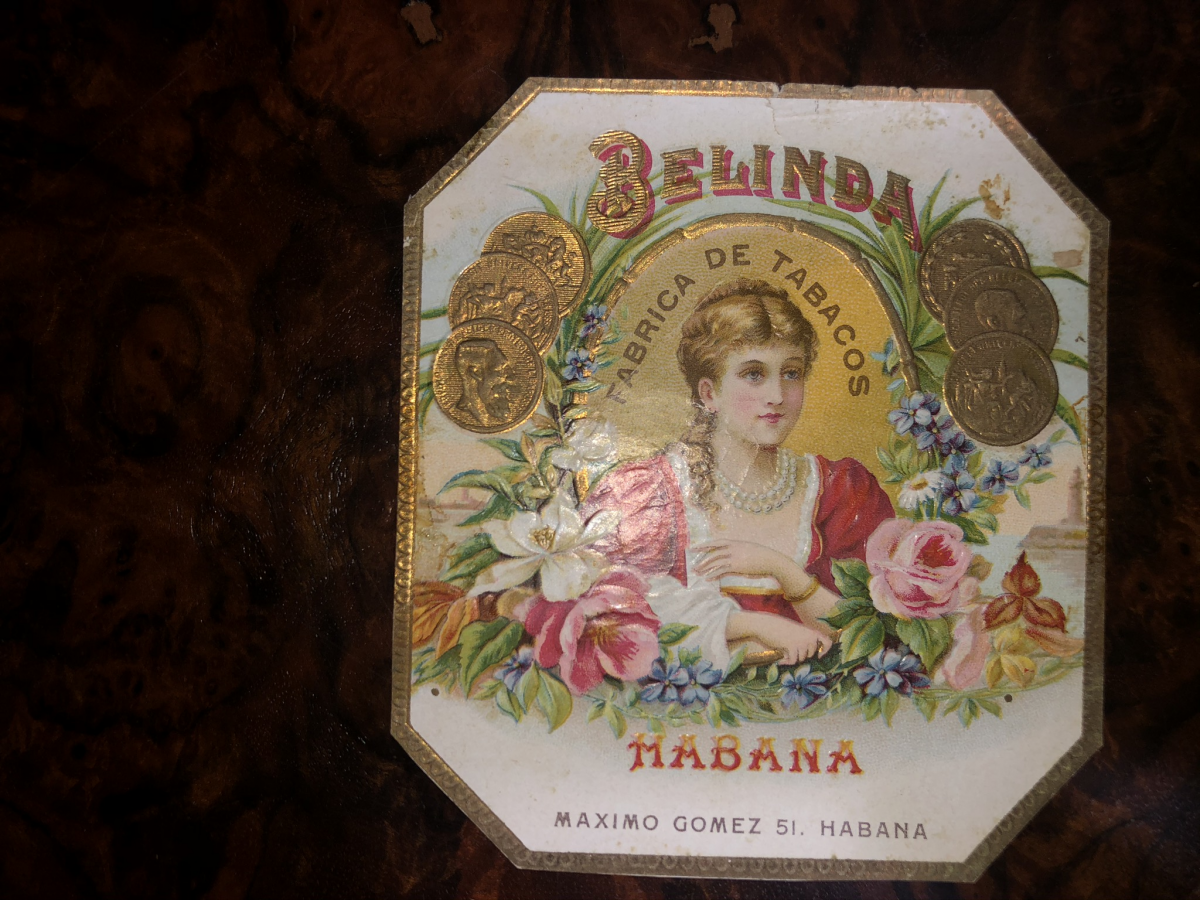 BELINDA
FABRICA DE TABACOS
HABANA
MAXIMO GOMEZ 51. HABANA